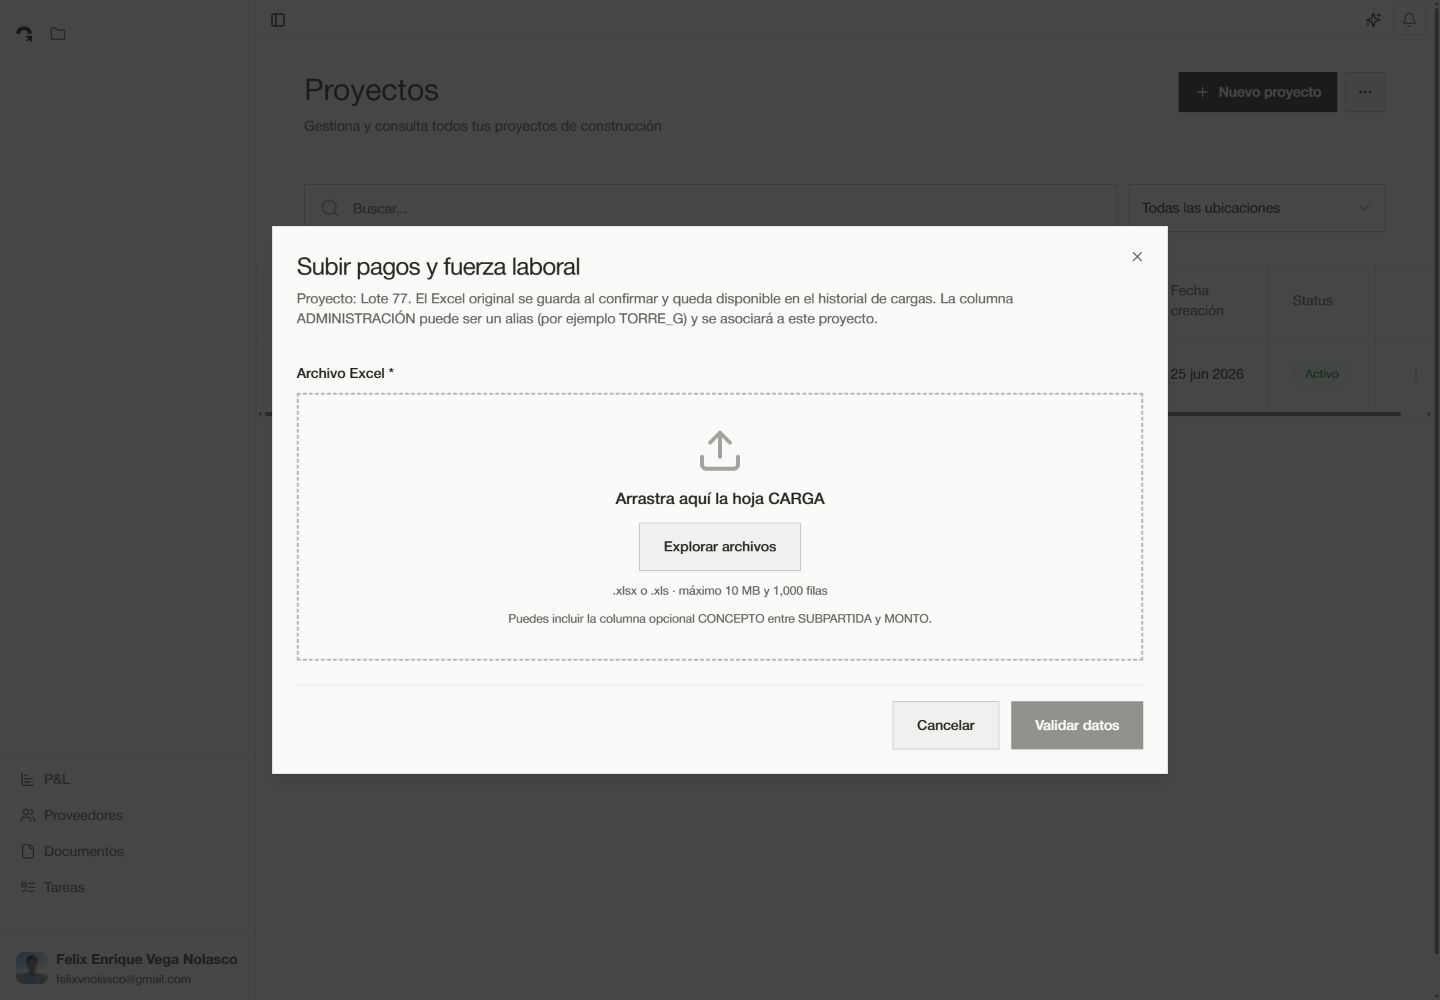 Proyectos
Gestiona y consulta todos tus proyectos de construcción
+ Nuevo proyecto
Buscar...
Todas las ubicaciones
Subir pagos y fuerza laboral
Proyecto: Lote 77. El Excel original se guarda al confirmar y queda disponible en el historial de cargas. La columna
ADMINISTRACIÓN puede ser un alias (por ejemplo TORRE_G) y se asociará a este proyecto.
Fecha
creación
Status
25 jun 2026
Activo
Archivo Excel *
Arrastra aquí la hoja CARGA
Explorar archivos
.xlsx o .xls · máximo 10 MB y 1,000 filas
Puedes incluir la columna opcional CONCEPTO entre SUBPARTIDA y MONTO.
Cancelar
Validar datos
P&L
Proveedores
Documentos
Tareas
Felix Enrique Vega Nolasco
felixvnolasco@gmail.com